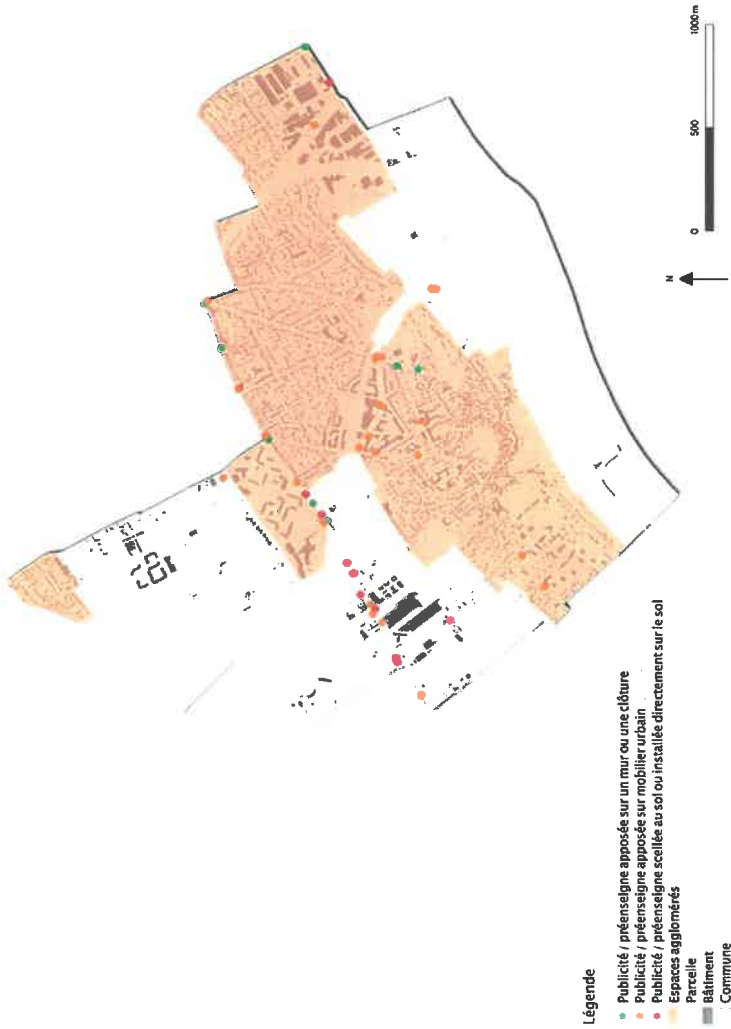 Légende
Publicité / préenseigne apposée sur un mur ou une clôture
Publicité / préenseigne apposée sur mobilier urbain
Publicité / préenseigne scellée au sol ou installée directement sur le sol
Espaces agglomérés
Parcelle
Bâtiment
Commune
N
0 500 1000 m